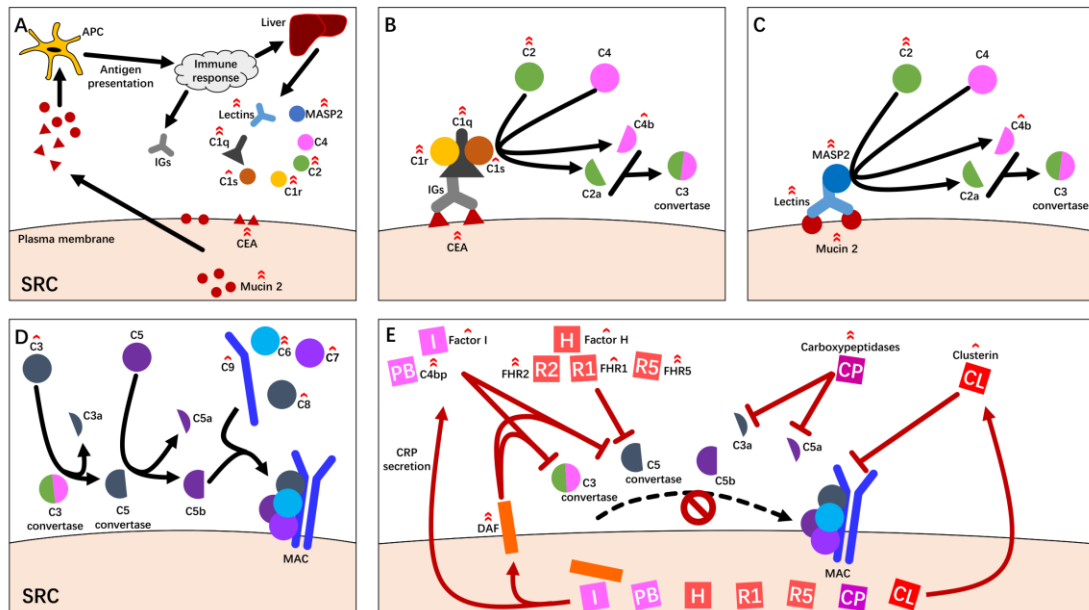 A
APC
Antigen
presentation
Immune
response
Liver
Lectins
MASP2
C1q
C4
C2
C1s
C1r
IGs
Plasma membrane
CEA
Mucin 2
SRC
B
C2
C4
C1q
C1r
C1s
C4b
IGs
C2a
C3
convertase
CEA
C
C2
C4
MASP2
C4b
Lectins
C2a
C3
convertase
Mucin 2
D
C3
C5
C9
C6
C7
C8
C3a
C5a
C3
convertase
C5
convertase
C5b
MAC
SRC
E
I
Factor I
PB
C4bp
H
Factor H
FHR2
R2
R1
FHR1
R5
FHR5
Carboxypeptidases
CP
Clusterin
CL
C3a
C5a
CRP
secretion
C3
convertase
C5
convertase
C5b
DAF
MAC
I
PB
H
R1
R5
CP
CL